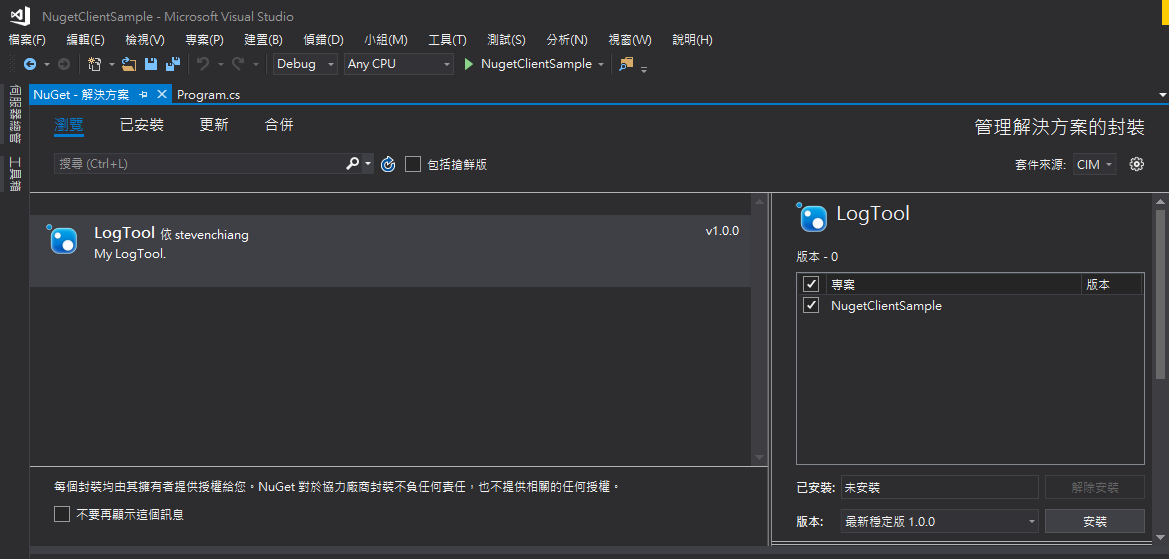 NugetClientSample - Microsoft Visual Studio
檔案(F) 編輯(E) 檢視(V) 專案(P) 建置(B) 偵錯(D) 小組(M) 工具(T) 測試(S) 分析(N) 視窗(W) 說明(H)
Debug Any CPU NugetClientSample
伺服器總管
工具箱
NuGet - 解決方案 Program.cs
瀏覽 已安裝 更新 合併
管理解決方案的封裝
搜尋 (Ctrl+L) 包括搶鮮版
套件來源: CIM
LogTool 依 stevenchiang v1.0.0
My LogTool.
每個封裝均由其擁有者提供授權給您。NuGet 對於協力廠商封裝不負任何責任，也不提供相關的任何授權。
不要再顯示這個訊息
LogTool
版本 - 0
專案 版本
NugetClientSample
已安裝: 未安裝 解除安裝
版本: 最新穩定版 1.0.0 安裝